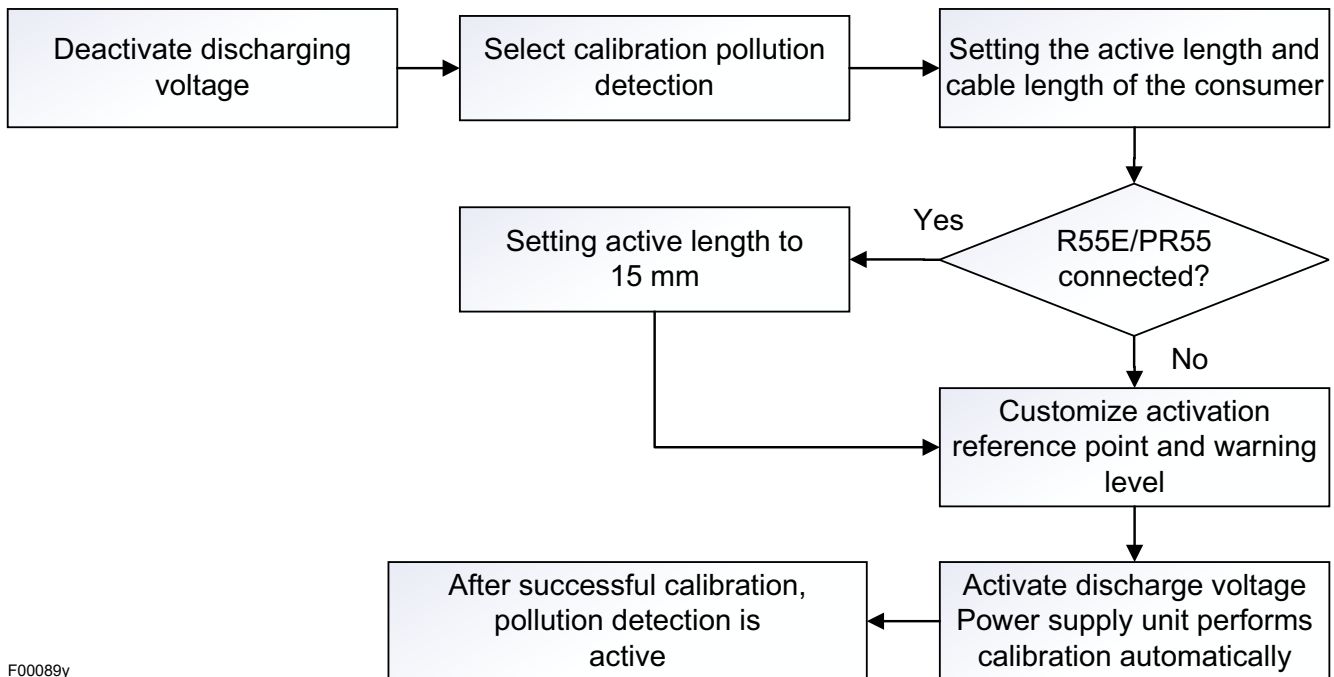 Deactivate discharging
voltage
Select calibration pollution
detection
Setting the active length and
cable length of the consumer
R55E/PR55
connected?
Yes
Setting active length to
15 mm
No
Customize activation
reference point and warning
level
Activate discharge voltage
Power supply unit performs
calibration automatically
After successful calibration,
pollution detection is
active
F00089y